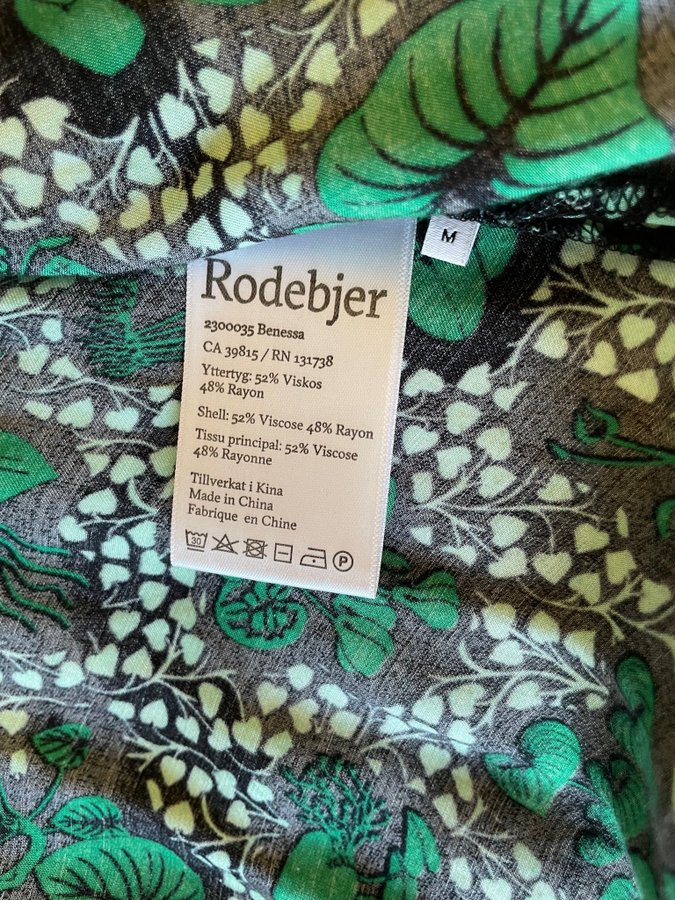 M
Rodebjer
2300035 Benessa
CA 39815 / RN 131738
Yttertyg: 52% Viskos
48% Rayon
Shell: 52% Viscose 48% Rayon
Tissu principal: 52% Viscose
48% Rayonne
Tillverkat i Kina
Made in China
Fabrique en Chine
30
P